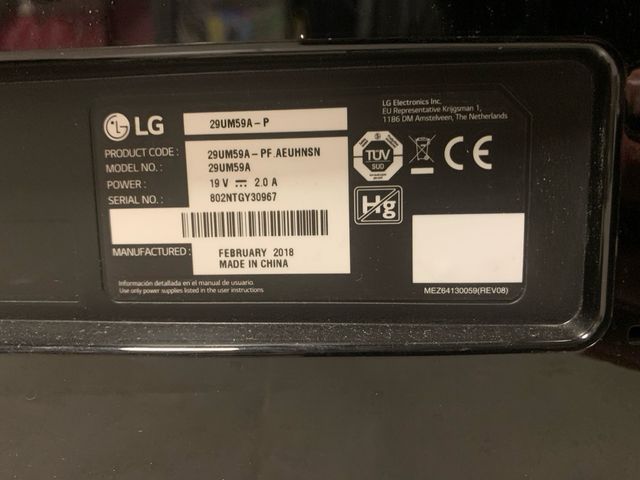 LG
29UM59A-P
PRODUCT CODE : 29UM59A-PF.AEUHNSN
MODEL NO. : 29UM59A
POWER : 19 V ⎓ 2.0 A
SERIAL NO. : 802NTGY30967
MANUFACTURED : FEBRUARY 2018
MADE IN CHINA
Información detallada en el manual de usuario.
Use only power supplies listed in the user instructions
LG Electronics Inc.
EU Representative Krijgsman 1,
1186 DM Amstelveen, The Netherlands
TÜV
SUD
CE
Hg
MEZ64130059(REV08)